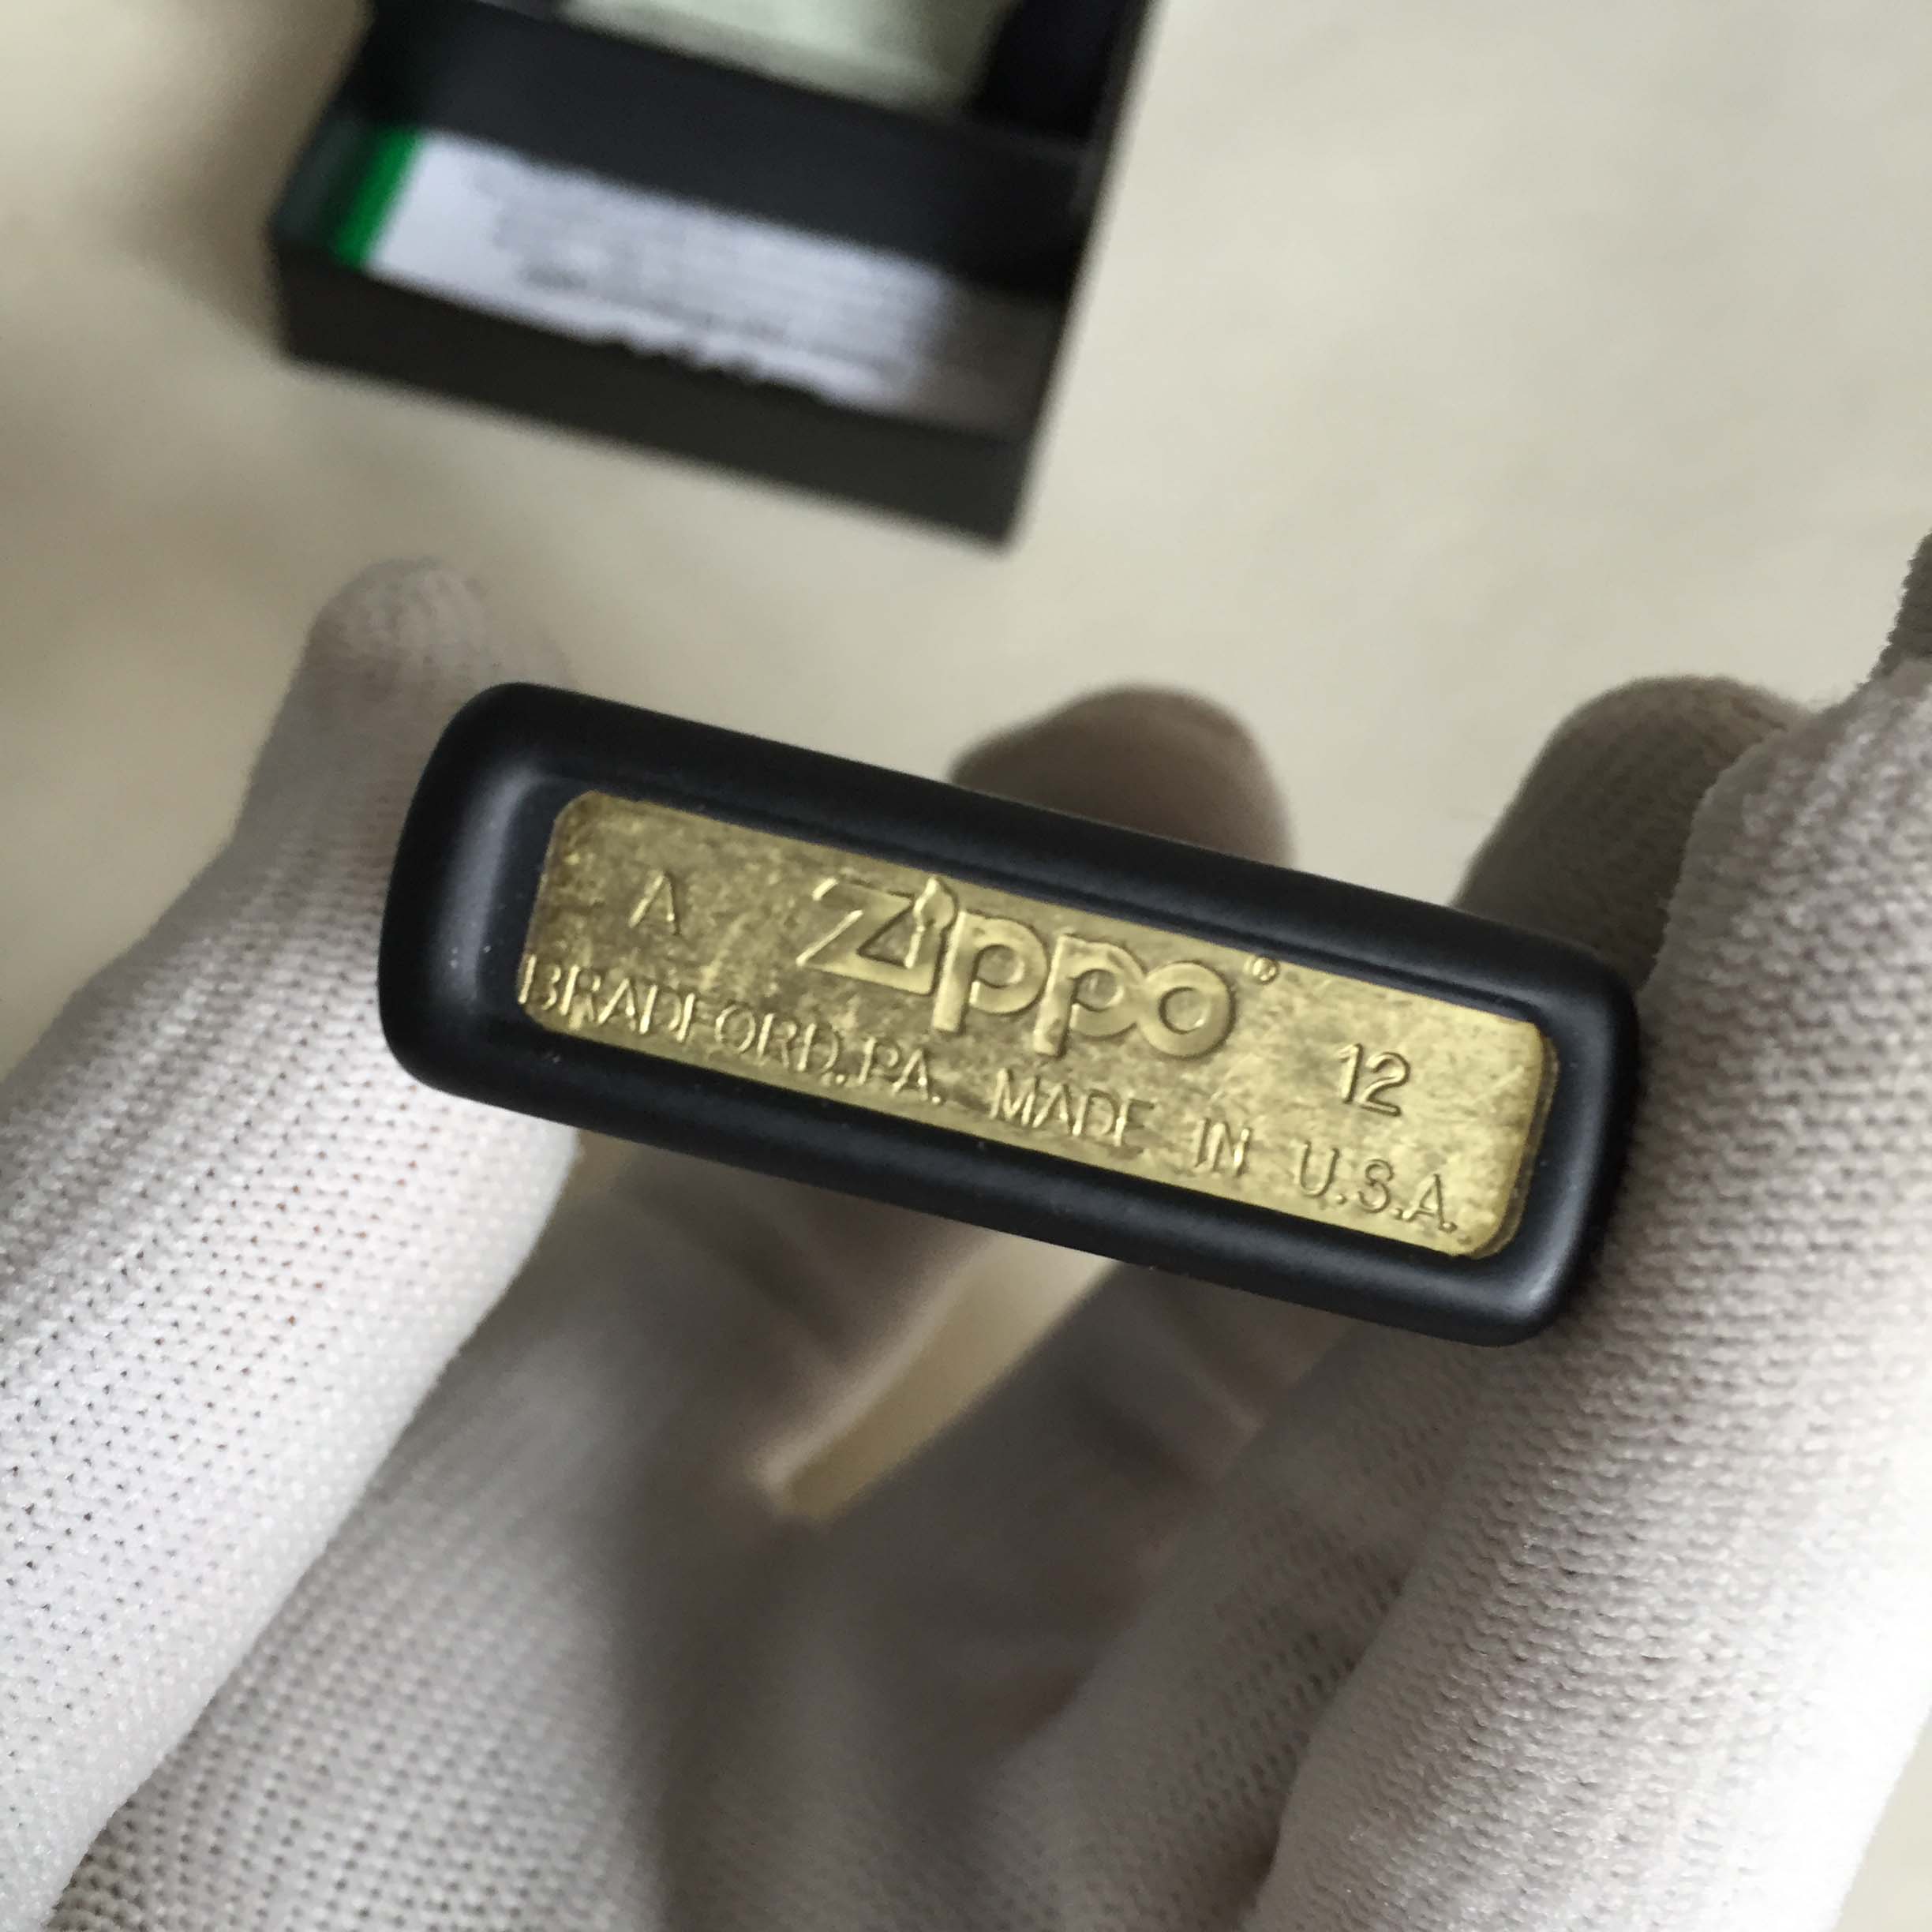 A Zippo® 12
BRADFORD, PA. MADE IN U.S.A.